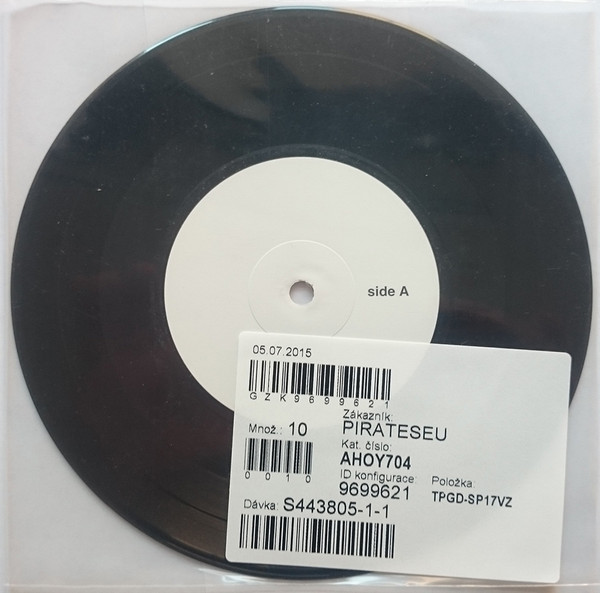 side A
05.07.2015
GZK9699621
Zákazník:
Množ.: 10 PIRATESEU
Kat. číslo:
AHOY704
0010
ID konfigurace: Položka:
9699621 TPGD-SP17VZ
Dávka: S443805-1-1